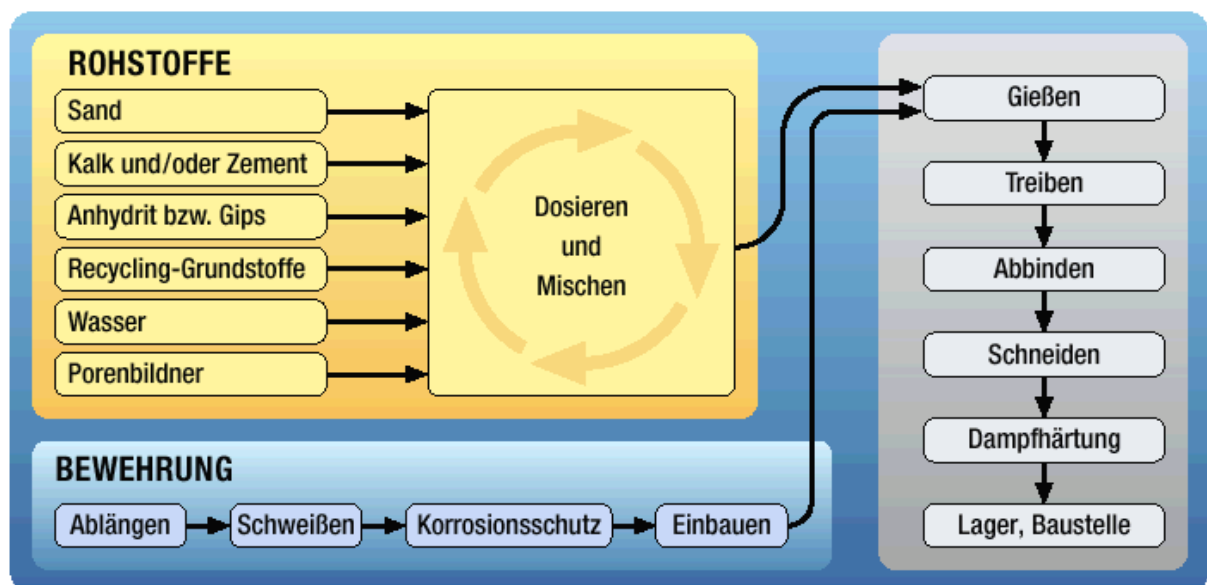 ROHSTOFFE
Sand
Kalk und/oder Zement
Anhydrit bzw. Gips
Recycling-Grundstoffe
Wasser
Porenbildner
Dosieren
und
Mischen
BEWEHRUNG
Ablängen
Schweißen
Korrosionsschutz
Einbauen
Gießen
Treiben
Abbinden
Schneiden
Dampfhärtung
Lager, Baustelle